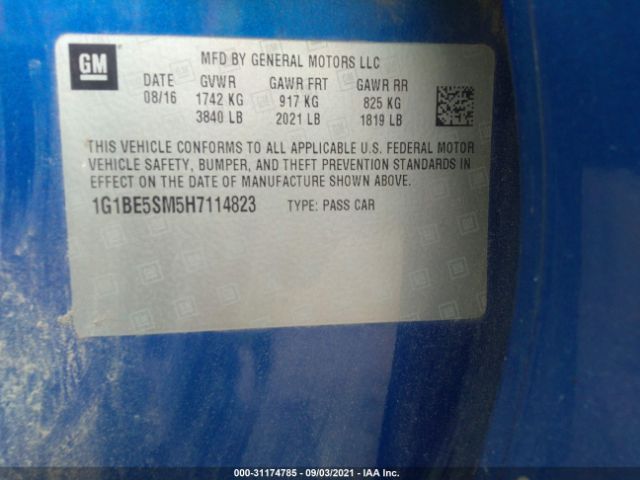 GM
MFD BY GENERAL MOTORS LLC
DATE GVWR GAWR FRT GAWR RR
08/16 1742 KG 917 KG 825 KG
3840 LB 2021 LB 1819 LB
THIS VEHICLE CONFORMS TO ALL APPLICABLE U.S. FEDERAL MOTOR
VEHICLE SAFETY, BUMPER, AND THEFT PREVENTION STANDARDS IN
EFFECT ON THE DATE OF MANUFACTURE SHOWN ABOVE.
1G1BE5SM5H7114823 TYPE: PASS CAR
000-31174785 - 09/03/2021 - IAA Inc.